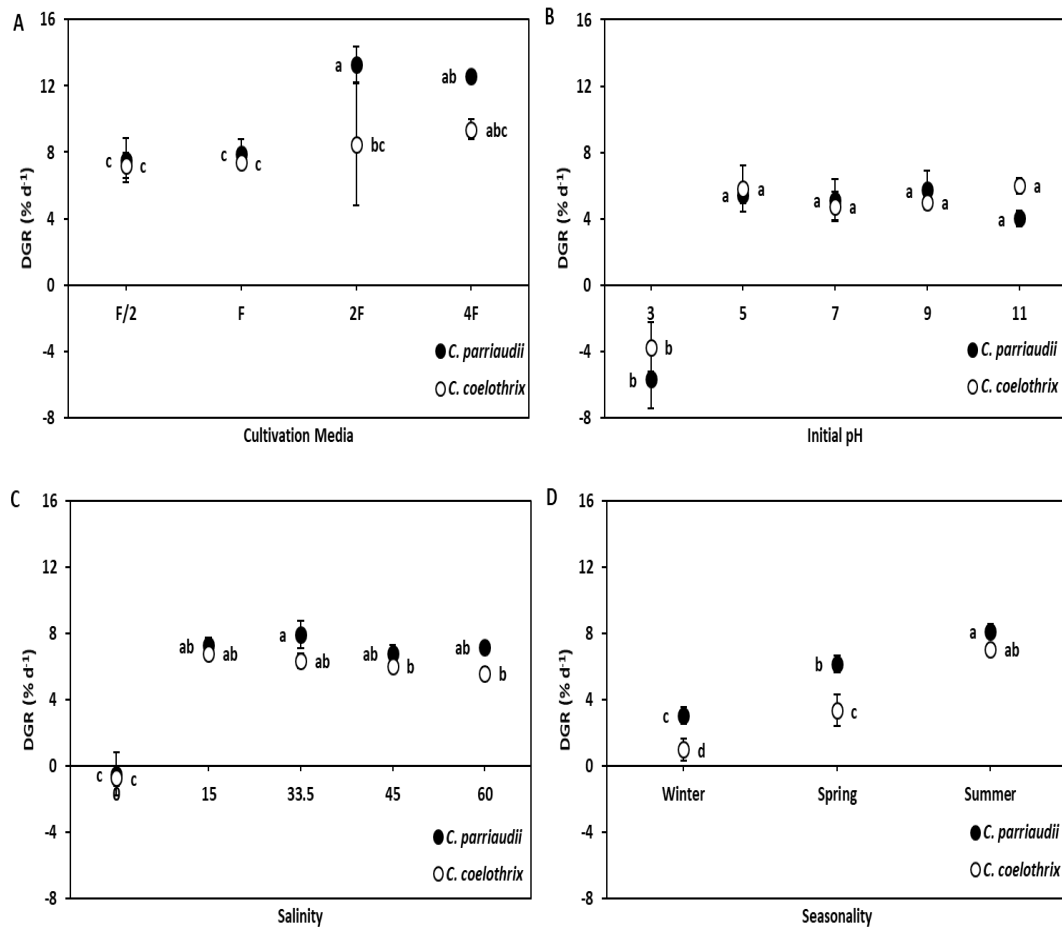 A
16
12
8
4
0
-4
-8
DGR (% d⁻¹)
a
ab
c c
c c
bc
abc
F/2 F 2F 4F
C. parriaudii
C. coelothrix
Cultivation Media
B
16
12
8
4
0
-4
-8
DGR (% d⁻¹)
a a
a a
a a
a
a
b
b
3 5 7 9 11
C. parriaudii
C. coelothrix
Initial pH
C
16
12
8
4
0
-4
-8
DGR (% d⁻¹)
c c
ab ab
a ab
ab b
ab b
0 15 33.5 45 60
C. parriaudii
C. coelothrix
Salinity
D
16
12
8
4
0
-4
-8
DGR (% d⁻¹)
c
d
b
c
a
ab
Winter Spring Summer
C. parriaudii
C. coelothrix
Seasonality